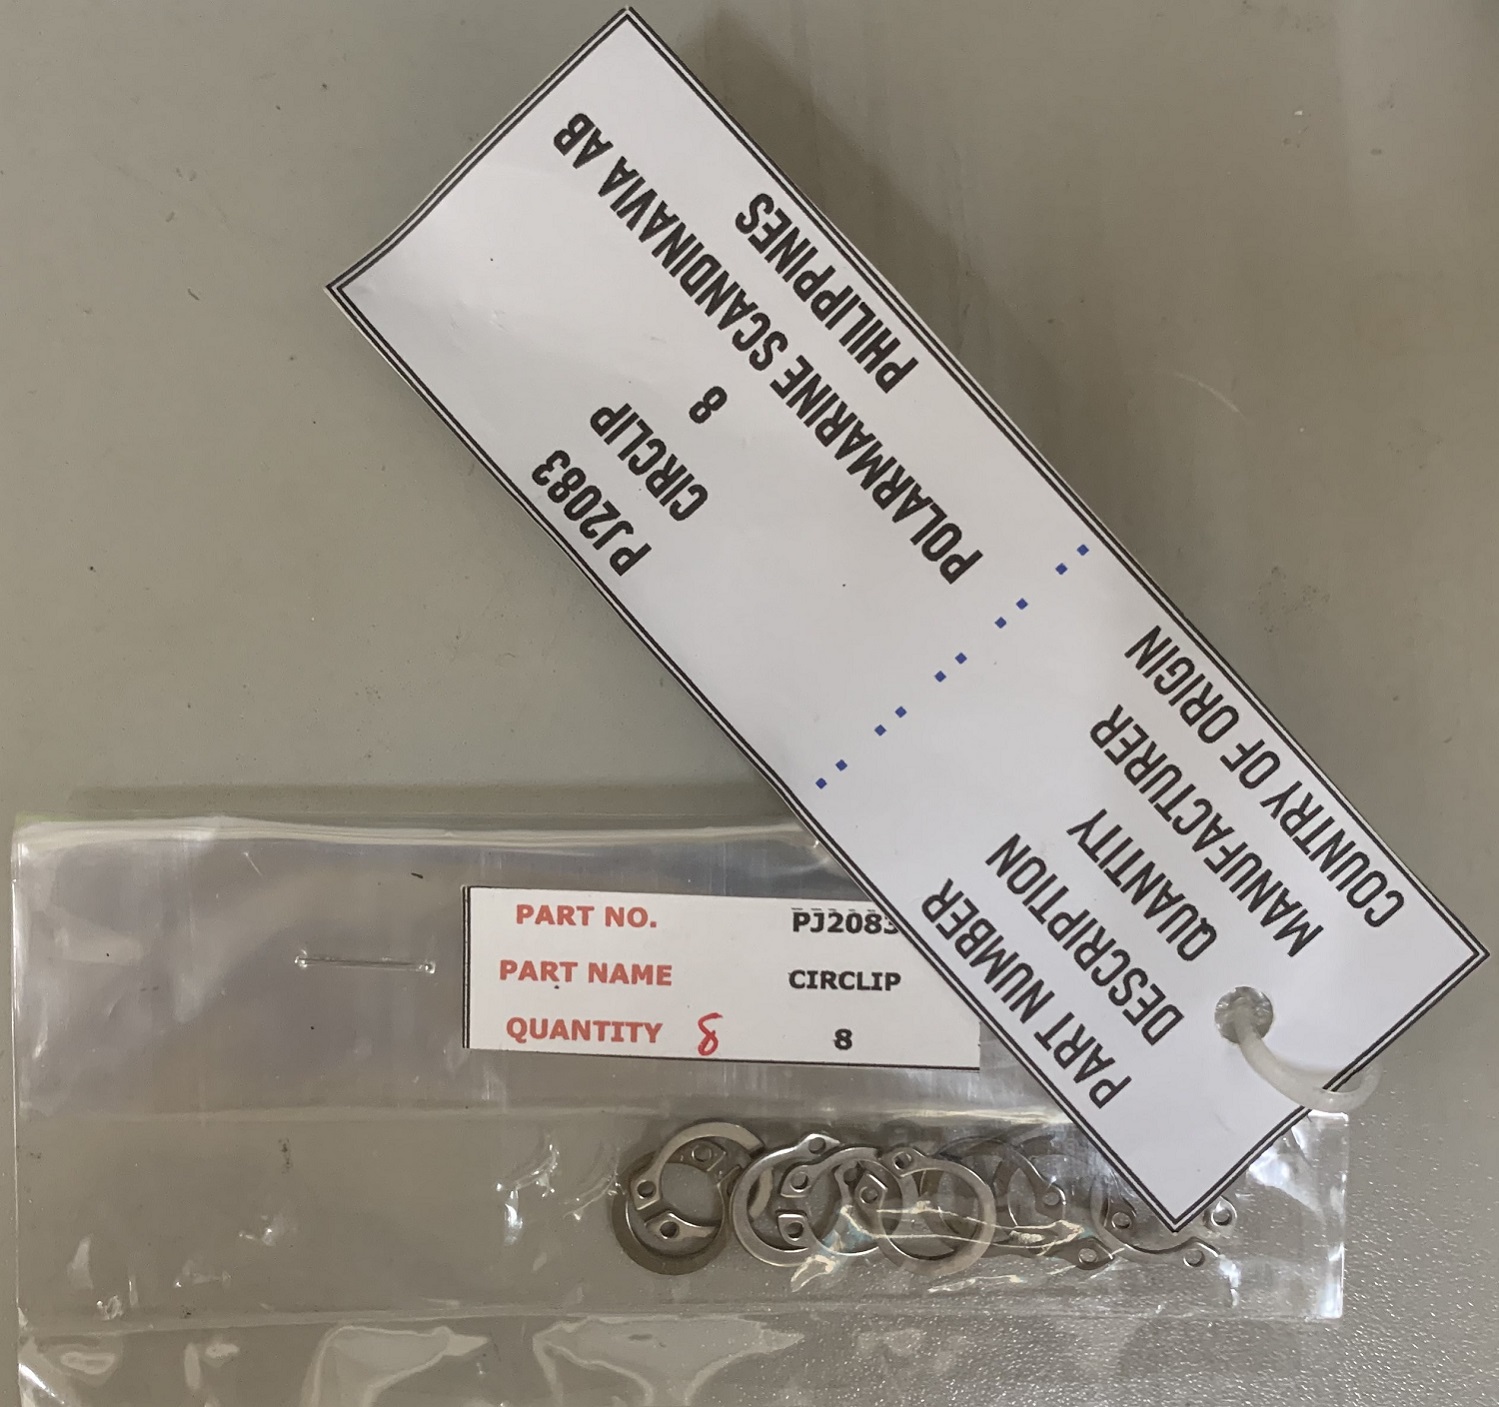 PART NUMBER : PJ2083
DESCRIPTION : CIRCLIP
QUANTITY : 8
MANUFACTURER : POLARMARINE SCANDINAVIA AB
COUNTRY OF ORIGIN : PHILIPPINES
PART NO. PJ2083
PART NAME CIRCLIP
QUANTITY 8 8